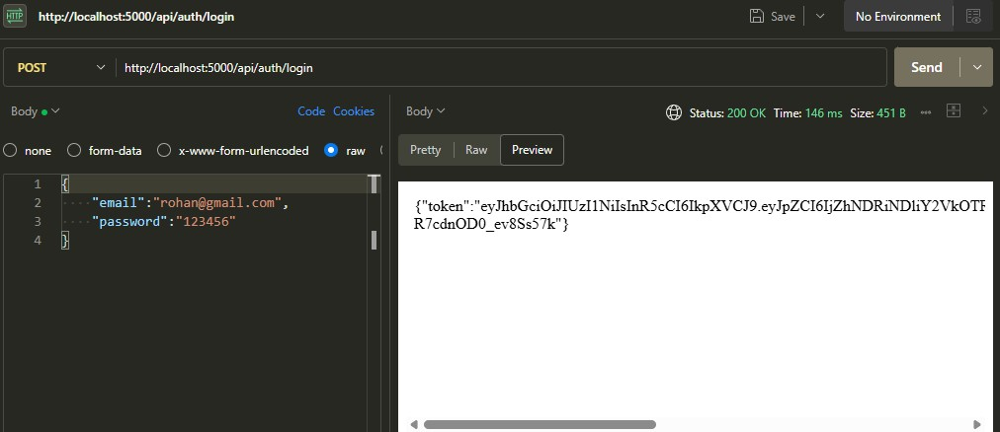 HTTP http://localhost:5000/api/auth/login Save No Environment
POST http://localhost:5000/api/auth/login Send
Body Code Cookies
none form-data x-www-form-urlencoded raw
1 {
2 "email":"rohan@gmail.com",
3 "password":"123456"
4 }
Body Status: 200 OK Time: 146 ms Size: 451 B
Pretty Raw Preview
{"token":"eyJhbGciOiJIUzI1NiIsInR5cCI6IkpXVCJ9.eyJpZCI6IjZhNDRiNDliY2VkOTF
R7cdnOD0_ev8Ss57k"}